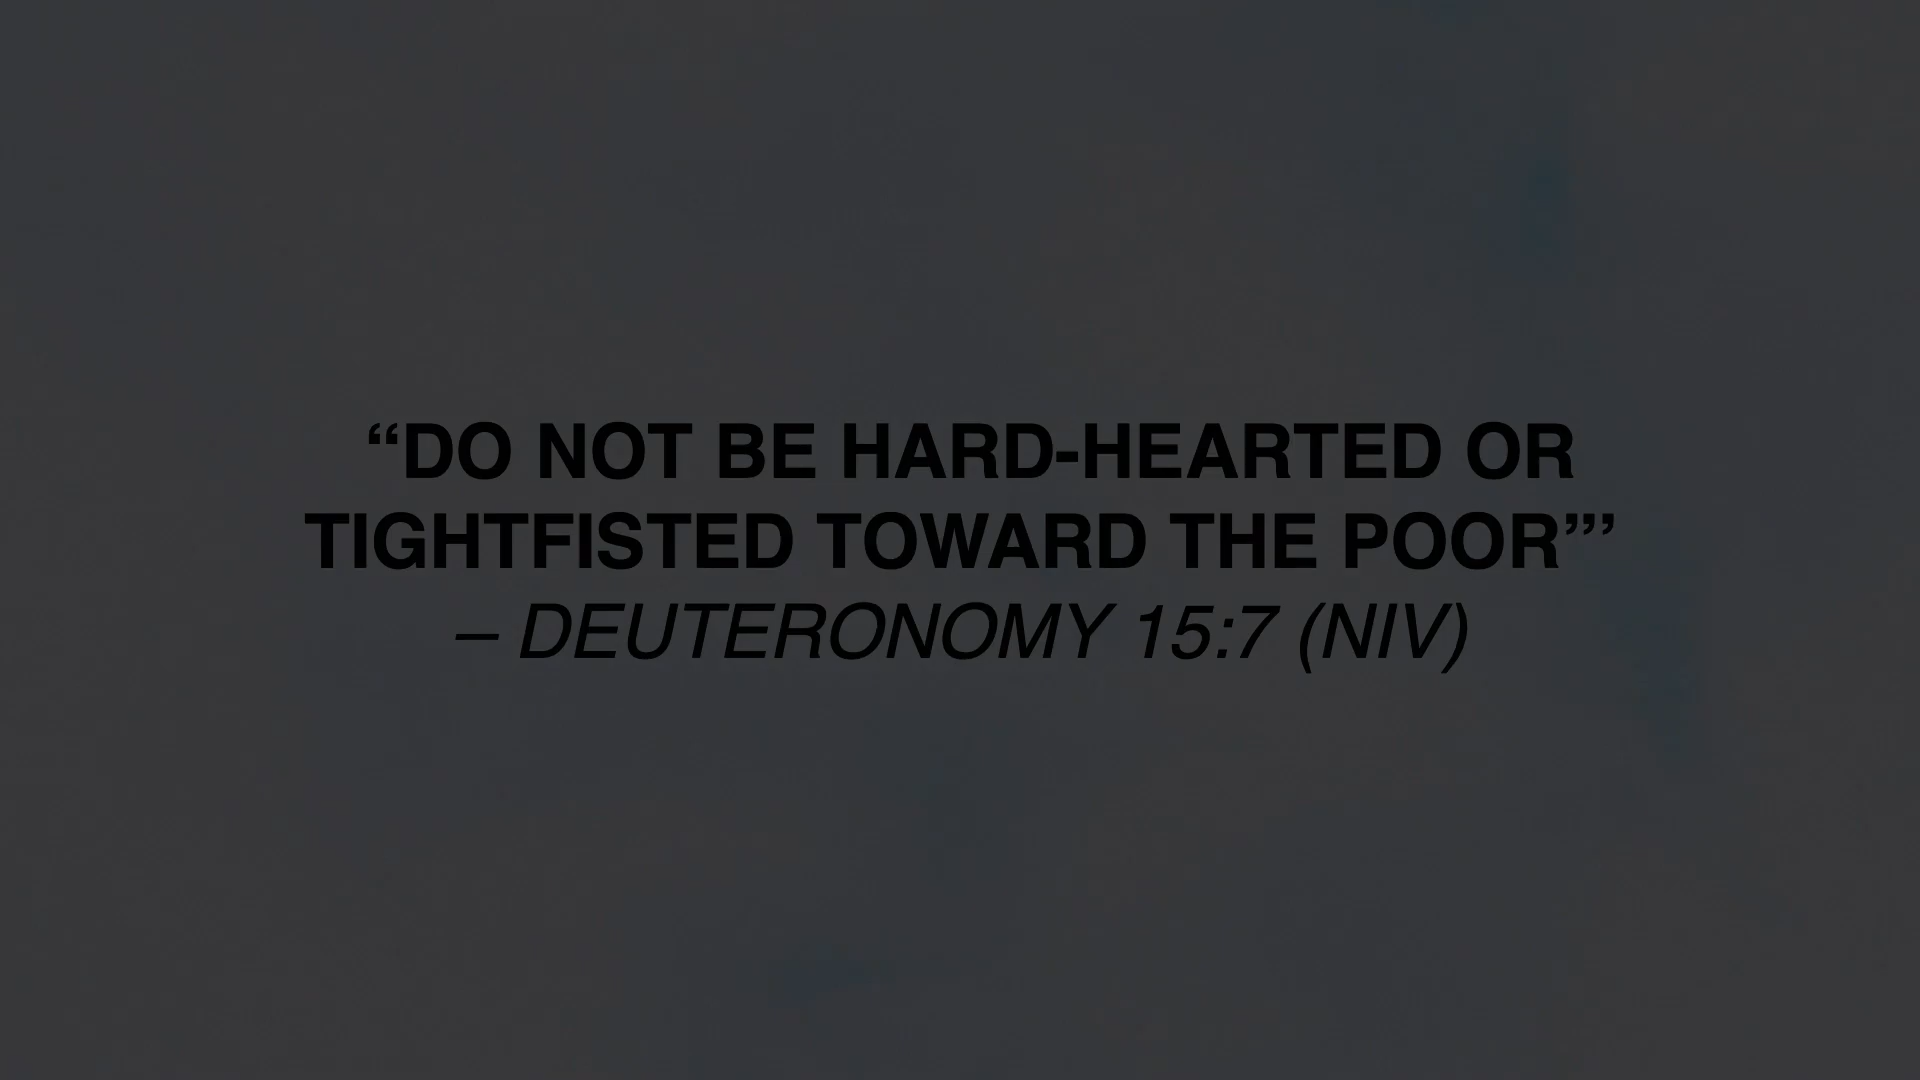 “DO NOT BE HARD-HEARTED OR
TIGHTFISTED TOWARD THE POOR”’
– DEUTERONOMY 15:7 (NIV)